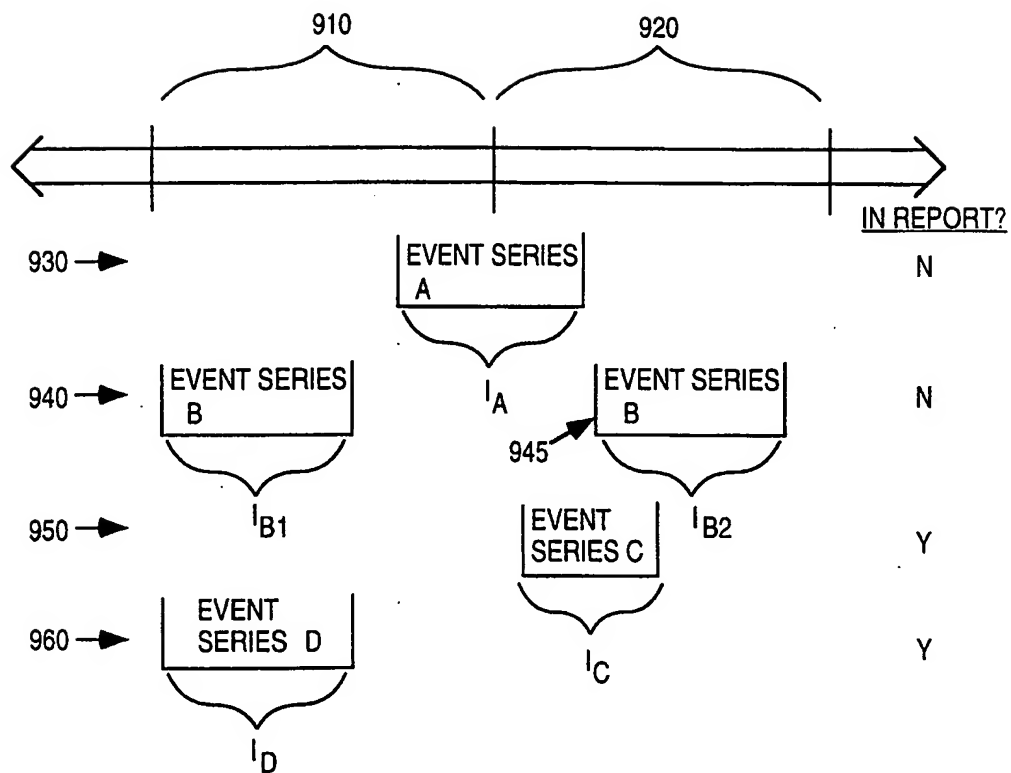 910
920
IN REPORT?
930
EVENT SERIES
A
N
I_A
940
EVENT SERIES
B
945
EVENT SERIES
B
N
I_B1
I_B2
950
EVENT
SERIES C
Y
I_C
960
EVENT
SERIES D
Y
I_D